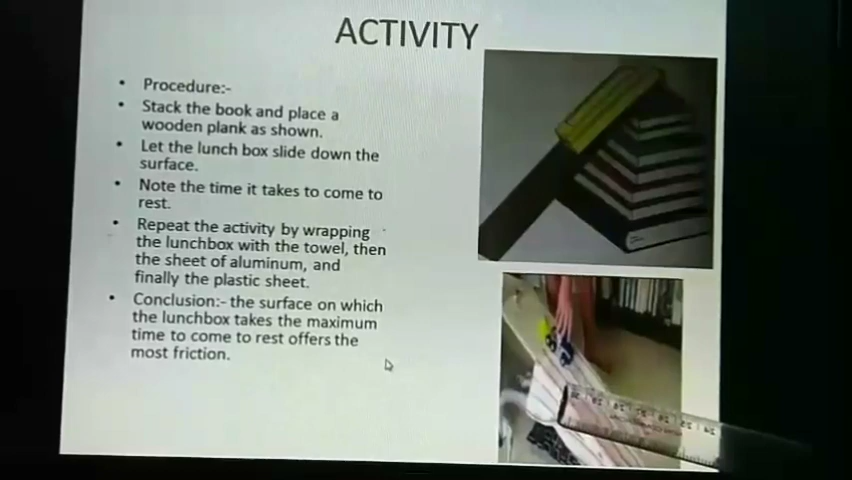 ACTIVITY
• Procedure:-
• Stack the book and place a
wooden plank as shown.
• Let the lunch box slide down the
surface.
• Note the time it takes to come to
rest.
• Repeat the activity by wrapping
the lunchbox with the towel, then
the sheet of aluminum, and
finally the plastic sheet.
• Conclusion:- the surface on which
the lunchbox takes the maximum
time to come to rest offers the
most friction.